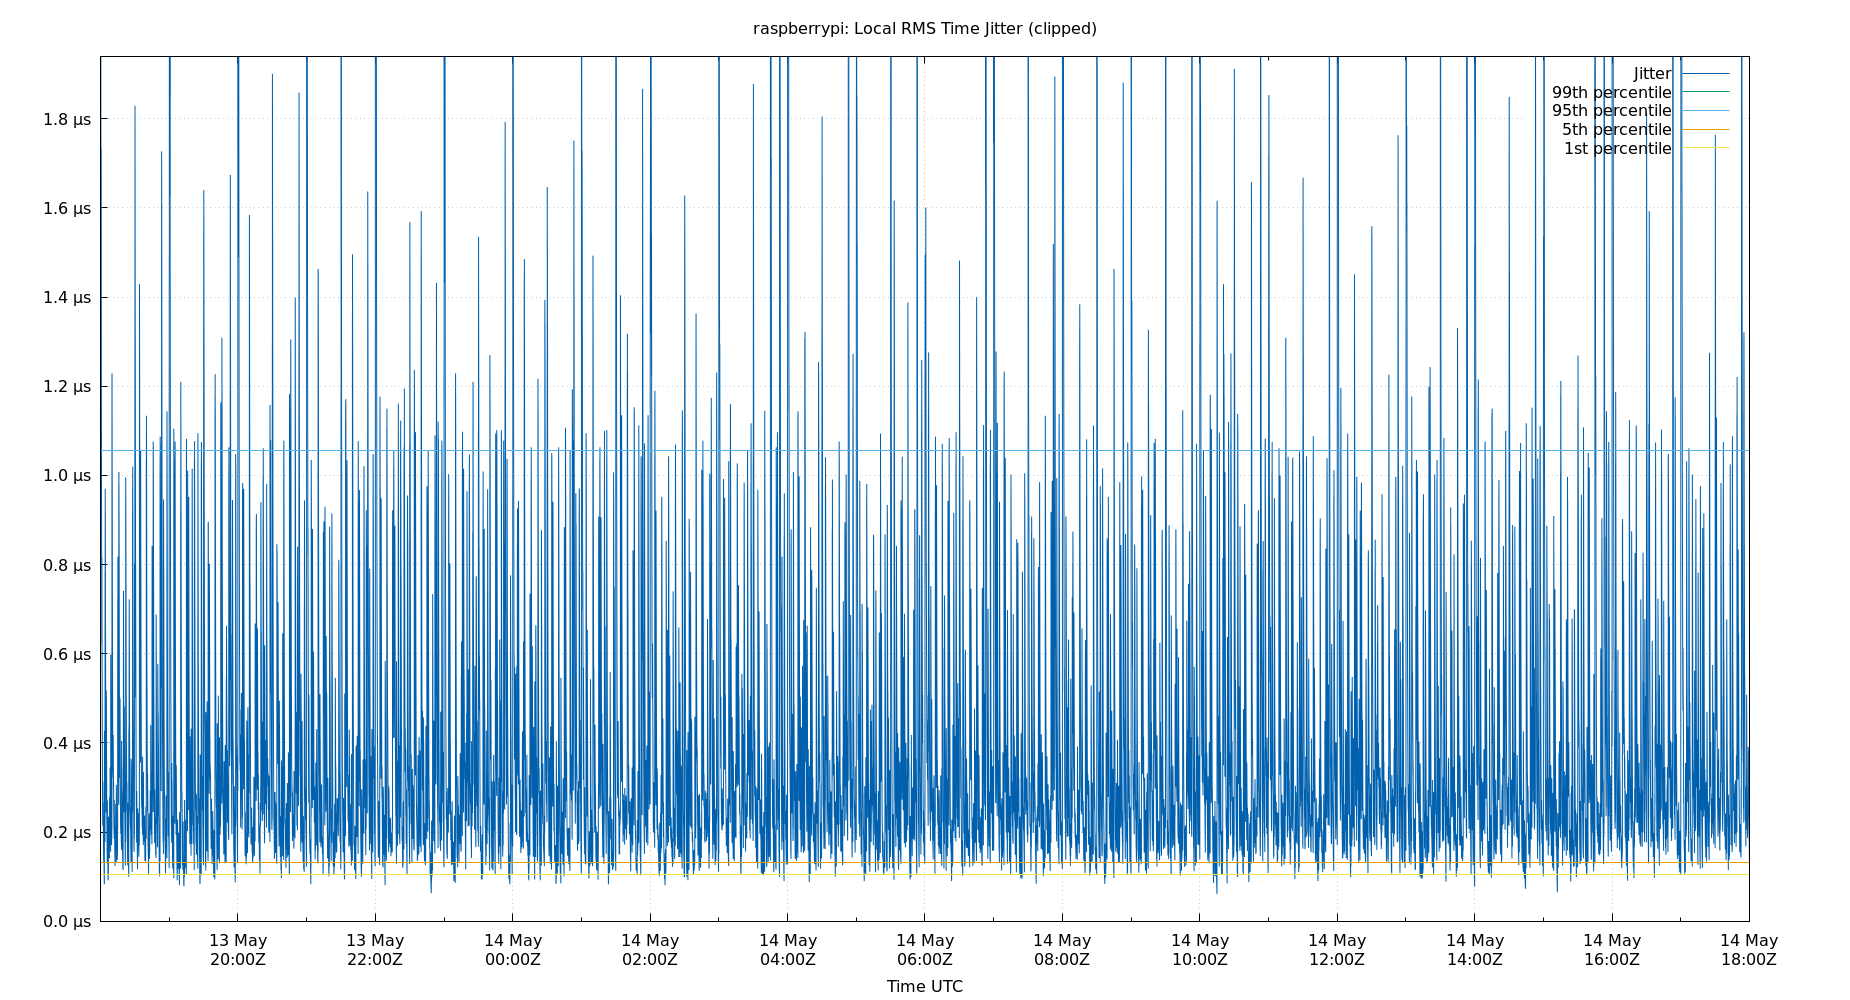 raspberrypi: Local RMS Time Jitter (clipped)
Jitter
99th percentile
95th percentile
5th percentile
1st percentile
1.8 µs
1.6 µs
1.4 µs
1.2 µs
1.0 µs
0.8 µs
0.6 µs
0.4 µs
0.2 µs
0.0 µs
13 May 13 May 14 May 14 May 14 May 14 May 14 May 14 May 14 May 14 May 14 May 14 May
20:00Z 22:00Z 00:00Z 02:00Z 04:00Z 06:00Z 08:00Z 10:00Z 12:00Z 14:00Z 16:00Z 18:00Z
Time UTC